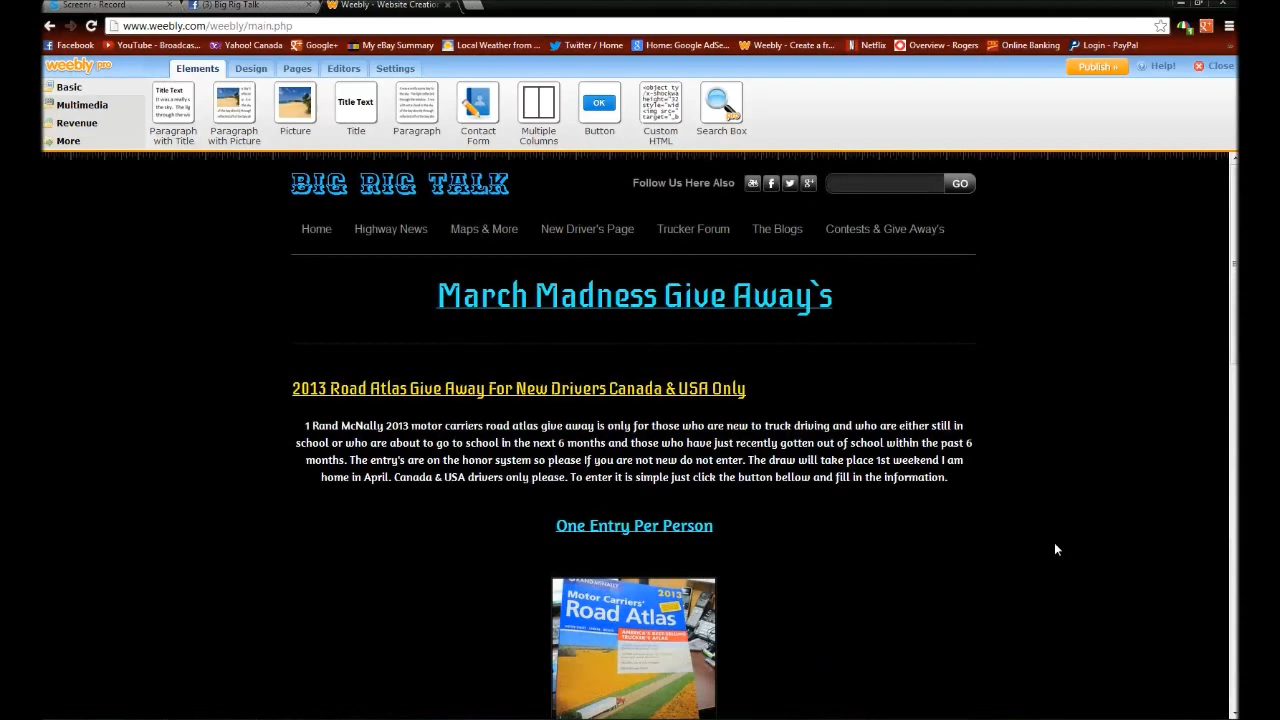 Screenr - Record
(3) Big Rig Talk
Weebly - Website Creatio
www.weebly.com/weebly/main.php
Facebook
YouTube - Broadcas...
Yahoo! Canada
Google+
My eBay Summary
Local Weather from ...
Twitter / Home
Home: Google AdSe...
Weebly - Create a fr...
Netflix
Overview - Rogers
Online Banking
Login - PayPal
»
weebly pro
Elements
Design
Pages
Editors
Settings
Publish »
Help!
Close
Basic
Multimedia
Revenue
More
Title Text
Title Text
OK
Paragraph with Title
Paragraph with Picture
Picture
Title
Paragraph
Contact Form
Multiple Columns
Button
Custom HTML
Search Box
BIG RIG TALK
Follow Us Here Also
GO
Home
Highway News
Maps & More
New Driver's Page
Trucker Forum
The Blogs
Contests & Give Away's
March Madness Give Away`s
2013 Road Atlas Give Away For New Drivers Canada & USA Only
1 Rand McNally 2013 motor carriers road atlas give away is only for those who are new to truck driving and who are either still in
school or who are about to go to school in the next 6 months and those who have just recently gotten out of school within the past 6
months. The entry's are on the honor system so please If you are not new do not enter. The draw will take place 1st weekend I am
home in April. Canada & USA drivers only please. To enter it is simple just click the button bellow and fill in the information.
One Entry Per Person
RAND McNALLY
2013
Motor Carriers'
Road Atlas
AMERICA'S BEST-SELLING
TRUCKER'S ATLAS